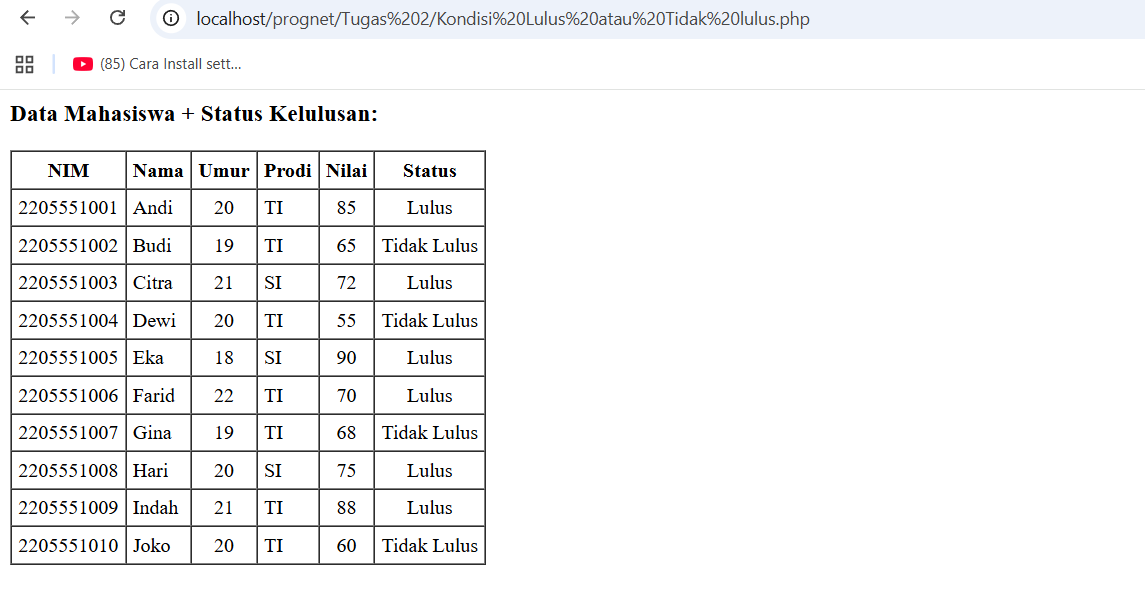 localhost/prognet/Tugas%202/Kondisi%20Lulus%20atau%20Tidak%20lulus.php
(85) Cara Install sett...
Data Mahasiswa + Status Kelulusan:
NIM Nama Umur Prodi Nilai Status
2205551001 Andi 20 TI 85 Lulus
2205551002 Budi 19 TI 65 Tidak Lulus
2205551003 Citra 21 SI 72 Lulus
2205551004 Dewi 20 TI 55 Tidak Lulus
2205551005 Eka 18 SI 90 Lulus
2205551006 Farid 22 TI 70 Lulus
2205551007 Gina 19 TI 68 Tidak Lulus
2205551008 Hari 20 SI 75 Lulus
2205551009 Indah 21 TI 88 Lulus
2205551010 Joko 20 TI 60 Tidak Lulus